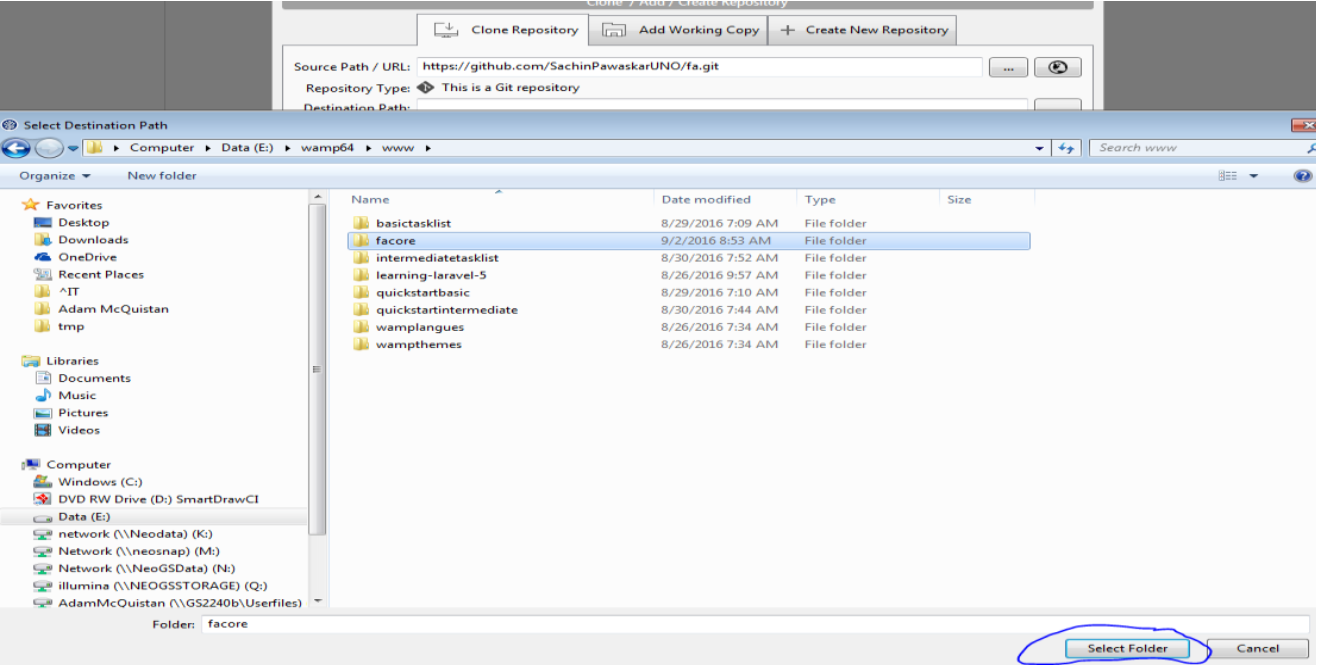 Clone / Add / Create Repository
Clone Repository
Add Working Copy
Create New Repository
Source Path / URL: https://github.com/SachinPawaskarUNO/fa.git ...
Repository Type: This is a Git repository
Destination Path:
Select Destination Path
Computer Data (E:) wamp64 www Search www
Organize New folder
Name Date modified Type Size
basictasklist 8/29/2016 7:09 AM File folder
facore 9/2/2016 8:53 AM File folder
intermediatetasklist 8/30/2016 7:52 AM File folder
learning-laravel-5 8/26/2016 9:57 AM File folder
quickstartbasic 8/29/2016 7:10 AM File folder
quickstartintermediate 8/30/2016 7:44 AM File folder
wamplangues 8/26/2016 7:34 AM File folder
wampthemes 8/26/2016 7:34 AM File folder
Favorites
Desktop
Downloads
OneDrive
Recent Places
^IT
Adam McQuistan
tmp
Libraries
Documents
Music
Pictures
Videos
Computer
Windows (C:)
DVD RW Drive (D:) SmartDrawCI
Data (E:)
network (\\Neodata) (K:)
Network (\\neosnap) (M:)
Network (\\NeoGSData) (N:)
illumina (\\NEOGSSTORAGE) (Q:)
AdamMcQuistan (\\GS2240b\Userfiles)
Folder: facore
Select Folder Cancel